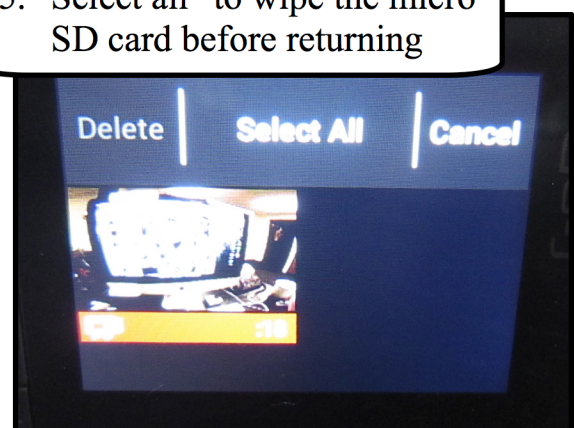 Select all to wipe the micro
SD card before returning
Delete Select All Cancel